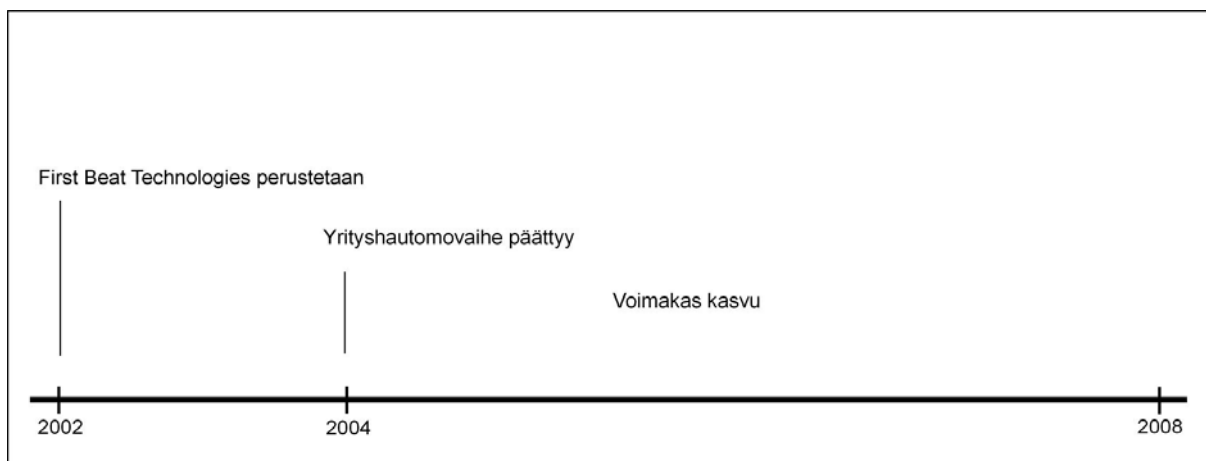 First Beat Technologies perustetaan
Yrityshautomovaihe päättyy
Voimakas kasvu
2002
2004
2008